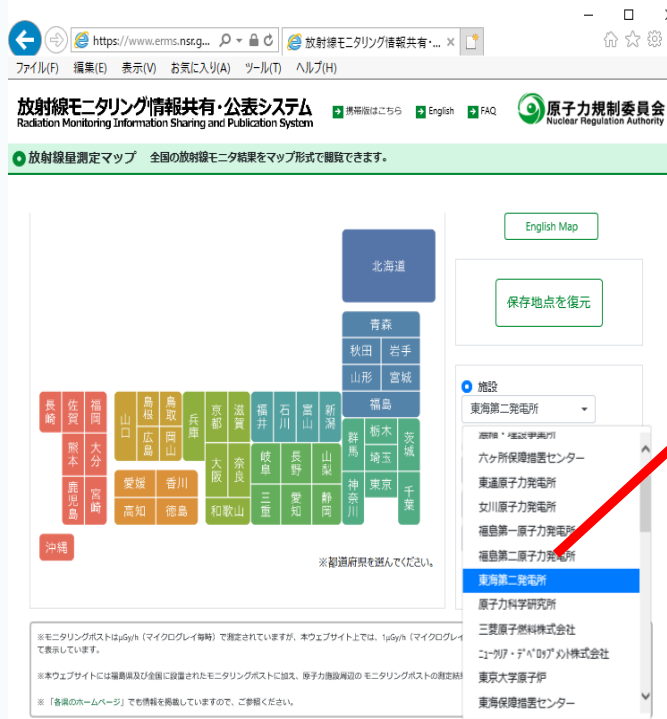 https://www.erms.nsr.g...
放射線モニタリング情報共有・...
ファイル(F) 編集(E) 表示(V) お気に入り(A) ツール(T) ヘルプ(H)
放射線モニタリング情報共有・公表システム
Radiation Monitoring Information Sharing and Publication System
携帯版はこちら English FAQ
原子力規制委員会
Nuclear Regulation Authority
放射線量測定マップ 全国の放射線モニタ結果をマップ形式で閲覧できます。
English Map
保存地点を復元
北海道
青森
秋田 岩手
山形 宮城
福島
長崎 佐賀 福岡 山口 島根 鳥取 兵庫 京都 滋賀 福井 石川 富山 新潟 群馬 栃木 茨城
熊本 大分 広島 岡山 大阪 奈良 岐阜 長野 山梨 埼玉
鹿児島 宮崎 愛媛 香川 三重 愛知 静岡 神奈川 東京 千葉
高知 徳島 和歌山
沖縄
※都道府県を選んでください。
施設
東海第二発電所
六ヶ所保障措置センター
東通原子力発電所
女川原子力発電所
福島第一原子力発電所
福島第二原子力発電所
東海第二発電所
原子力科学研究所
三菱原子燃料株式会社
ニュークリア・デベロップメント株式会社
東京大学原子炉
東海保障措置センター
※モニタリングポストはμGy/h（マイクログレイ毎時）で測定されていますが、本ウェブサイト上では、1μGy/h（マイクログレイ
て表示しています。
※本ウェブサイトには福島県及び全国に設置されたモニタリングポストに加え、原子力施設周辺の モニタリングポストの測定結
※「各県のホームページ」でも情報を掲載していますので、ご参照ください。